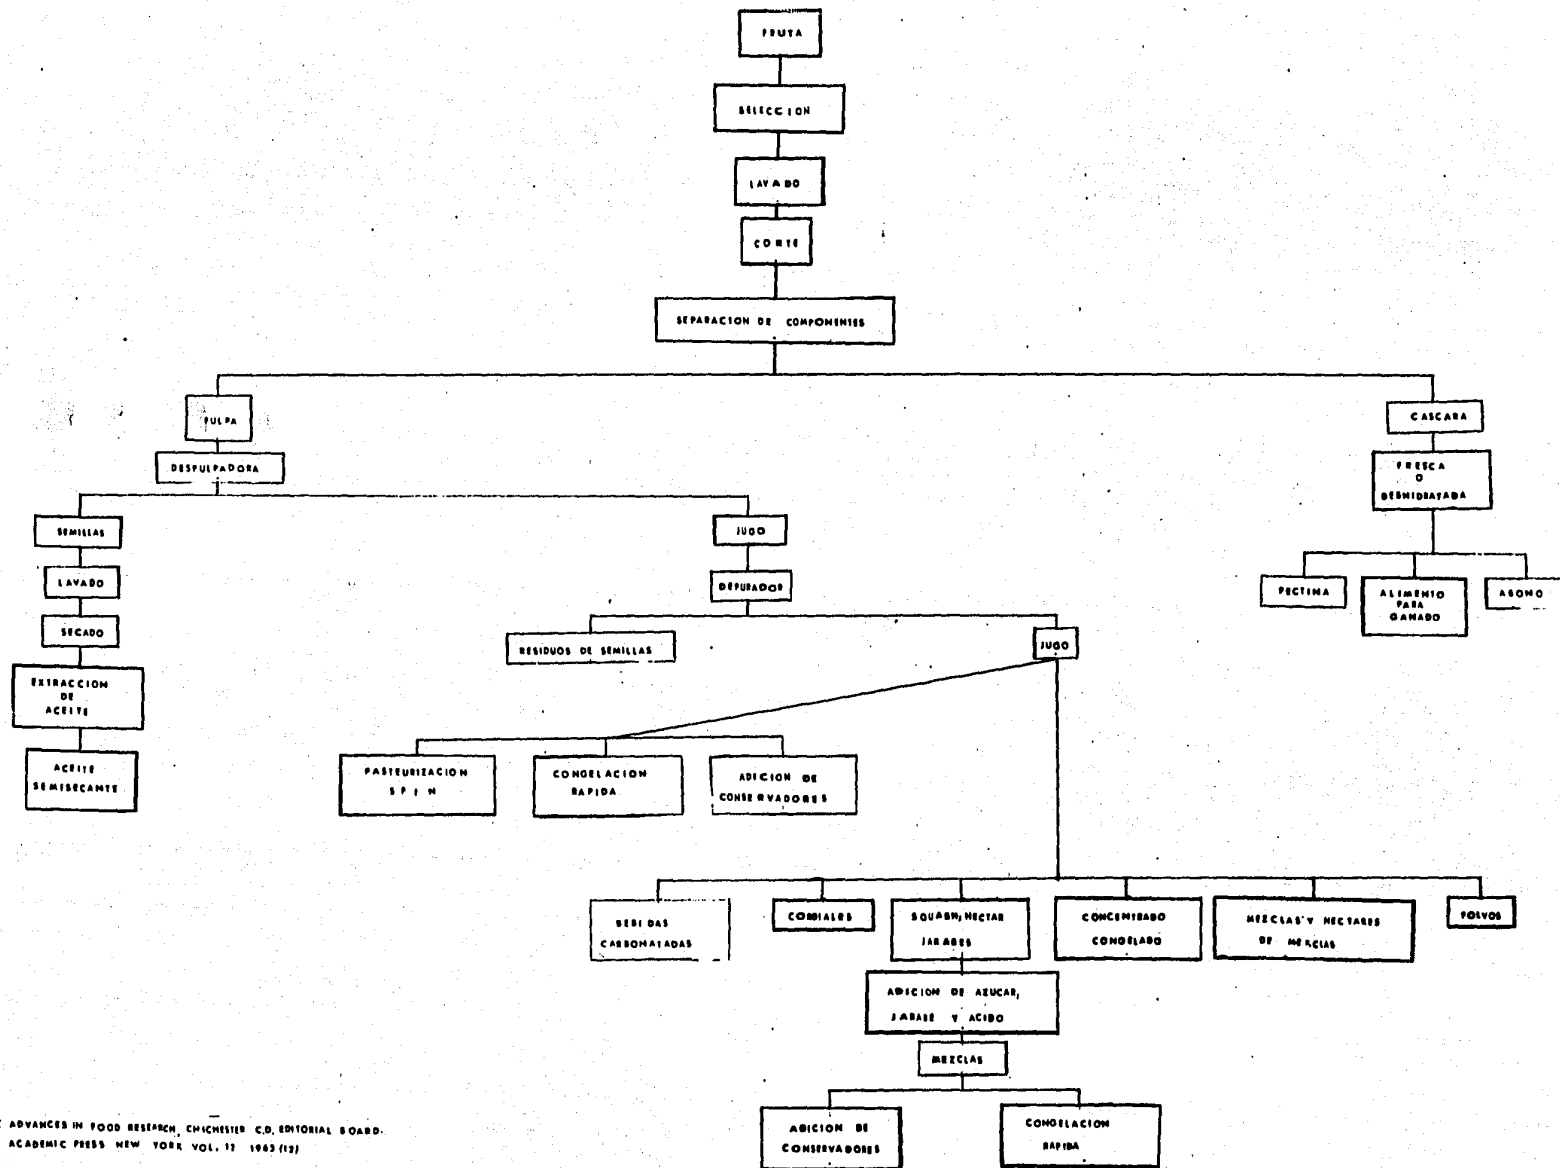 FRUTA
SELECCION
LAVADO
CORTE
SEPARACION DE COMPONENTES
PULPA
CASCARA
DESPULPADORA
FRESCA
O
DESHIDRATADA
SEMILLAS
JUGO
LAVADO
DEPURADOR
PECTINA
ALIMENTO
PARA
GANADO
ABONO
SECADO
RESIDUOS DE SEMILLAS
JUGO
EXTRACCION
DE
ACEITE
ACEITE
SEMISECANTE
PASTEURIZACION
S P I N
CONGELACION
RAPIDA
ADICION DE
CONSERVADORES
BEBIDAS
CARBONATADAS
CORDIALES
SQUASH, NECTAR
JARABES
CONCENTRADO
CONGELADO
MEZCLAS Y NECTARES
DE MEZCLAS
POLVOS
ADICION DE AZUCAR,
JARABE Y ACIDO
MEZCLAS
ADICION DE
CONSERVADORES
CONGELACION
RAPIDA
ADVANCES IN FOOD RESEARCH, CHICHESTER C.O, EDITORIAL BOARD.
ACADEMIC PRESS NEW YORK VOL. 12 1963 (12)